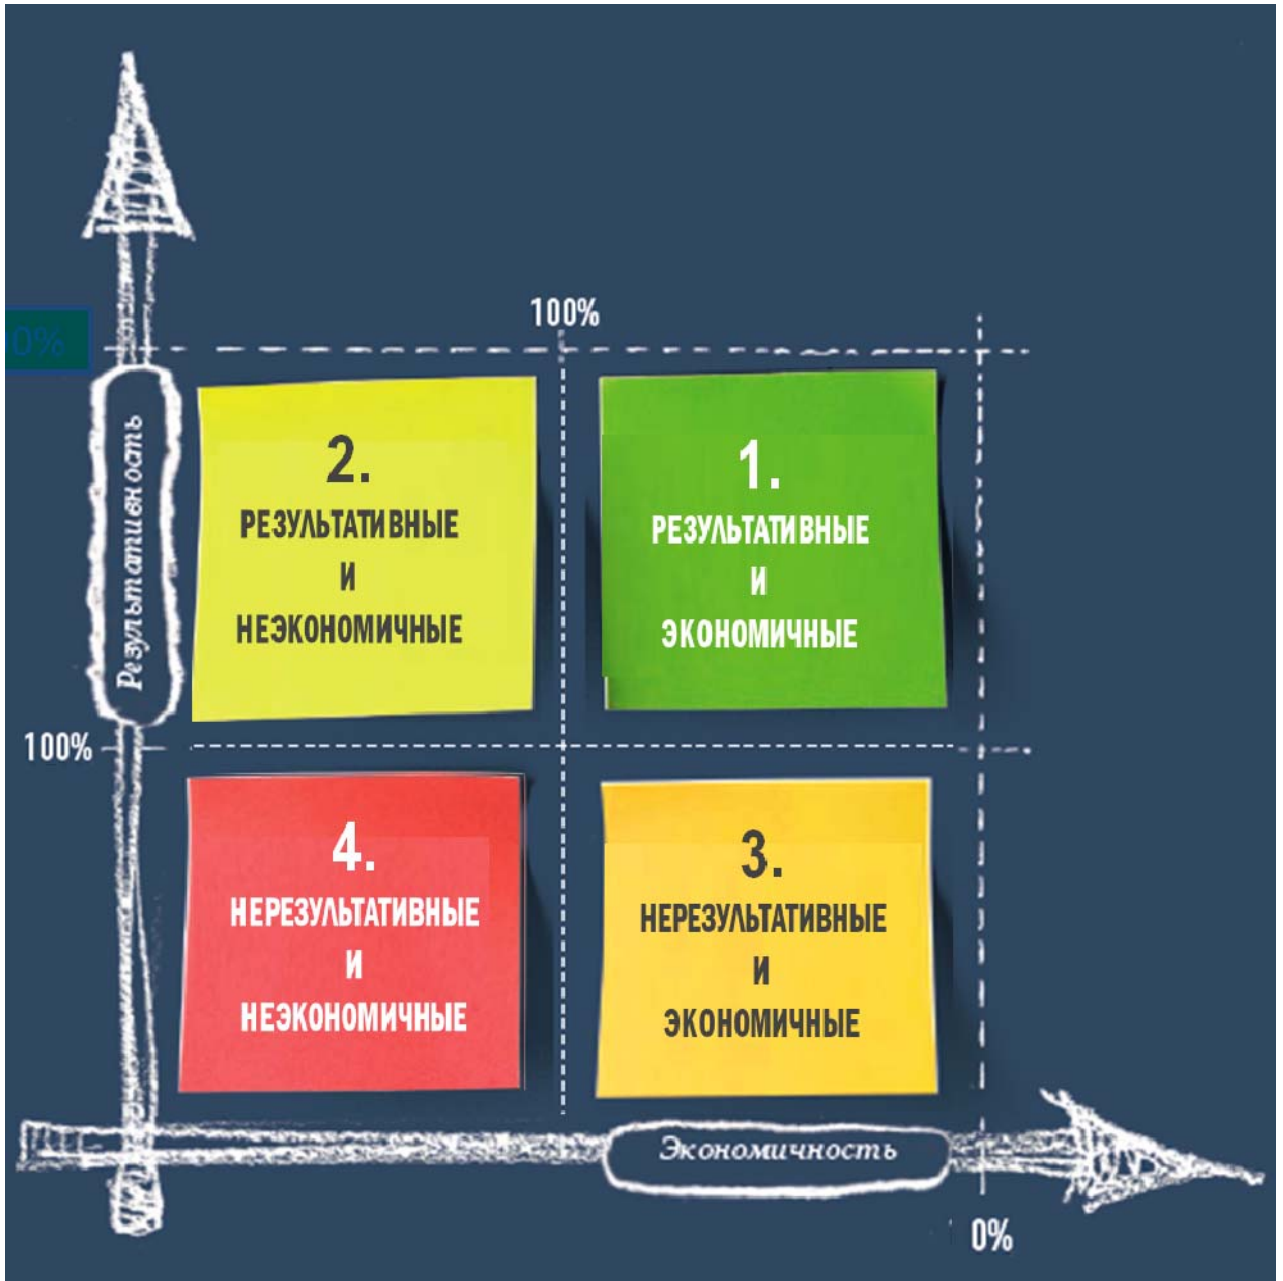 100%
0%
2.
РЕЗУЛЬТАТИВНЫЕ
И
НЕЭКОНОМИЧНЫЕ
1.
РЕЗУЛЬТАТИВНЫЕ
И
ЭКОНОМИЧНЫЕ
Результативность
100%
4.
НЕРЕЗУЛЬТАТИВНЫЕ
И
НЕЭКОНОМИЧНЫЕ
3.
НЕРЕЗУЛЬТАТИВНЫЕ
И
ЭКОНОМИЧНЫЕ
Экономичность
0%